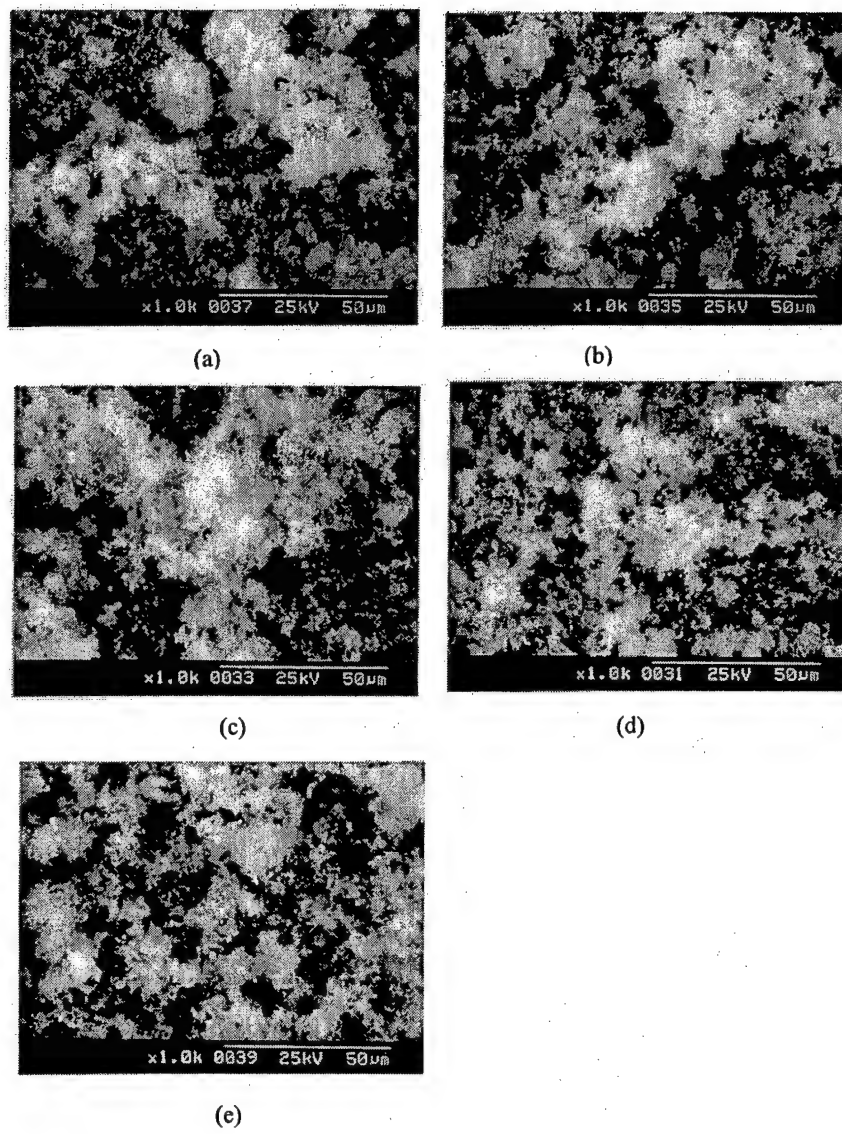 x1.0k 0037 25kV 50µm
(a)
x1.0k 0035 25kV 50µm
(b)
x1.0k 0033 25kV 50µm
(c)
x1.0k 0031 25kV 50µm
(d)
x1.0k 0039 25kV 50µm
(e)